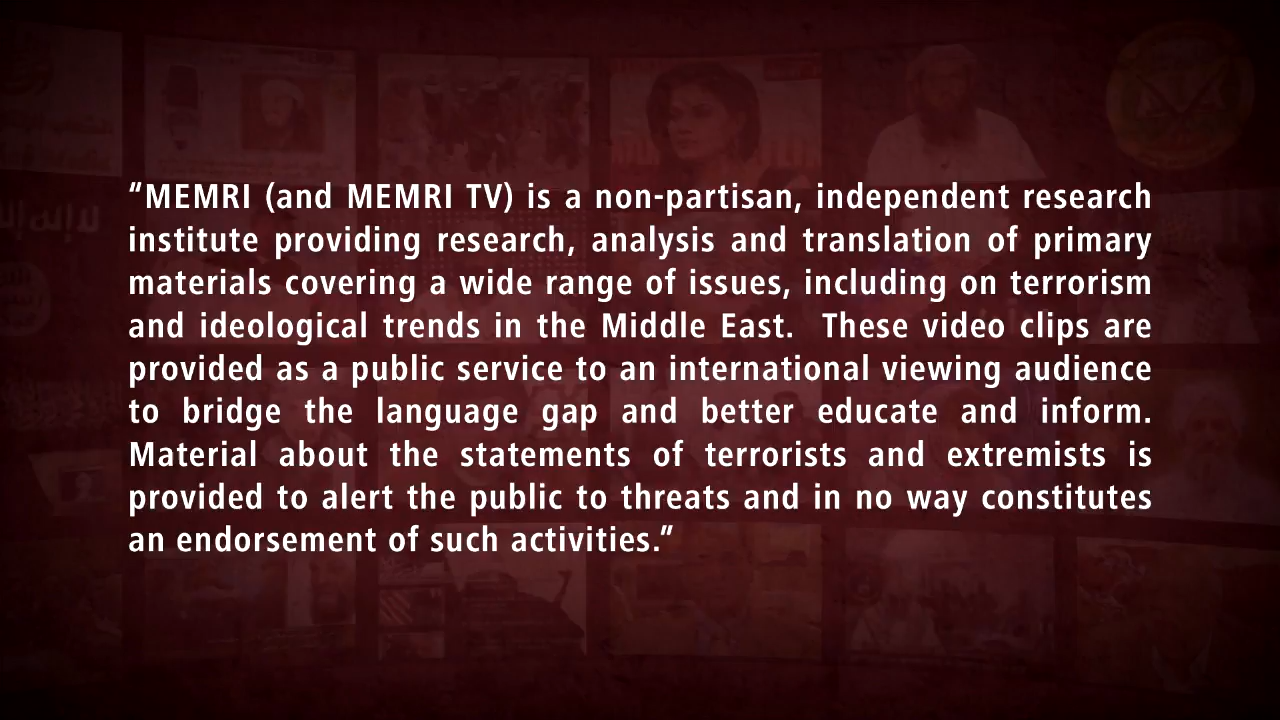 “MEMRI (and MEMRI TV) is a non-partisan, independent research
institute providing research, analysis and translation of primary
materials covering a wide range of issues, including on terrorism
and ideological trends in the Middle East.  These video clips are
provided as a public service to an international viewing audience
to bridge the language gap and better educate and inform.
Material about the statements of terrorists and extremists is
provided to alert the public to threats and in no way constitutes
an endorsement of such activities.”